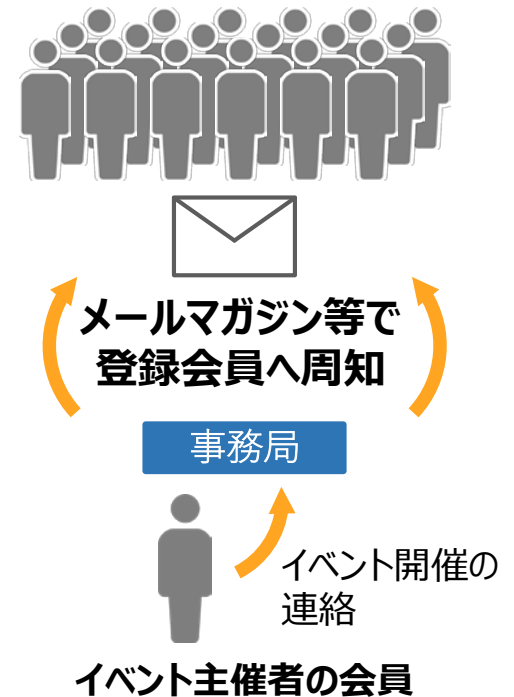 メールマガジン等で
登録会員へ周知
事務局
イベント開催の
連絡
イベント主催者の会員